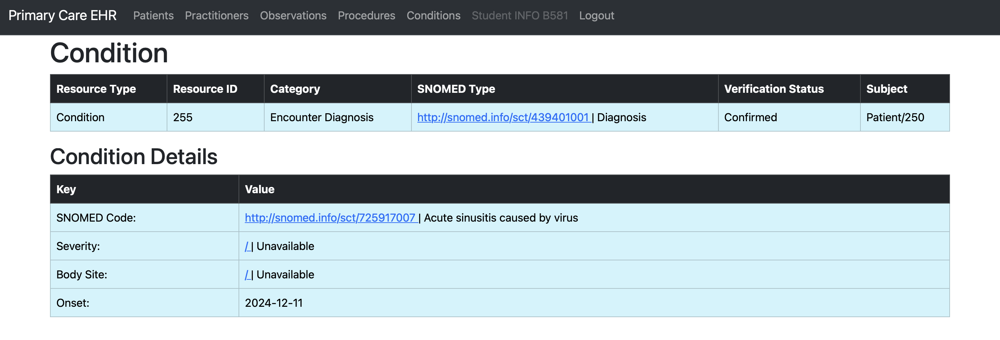 Primary Care EHR Patients Practitioners Observations Procedures Conditions Student INFO B581 Logout
Condition
Resource Type Resource ID Category SNOMED Type Verification Status Subject
Condition 255 Encounter Diagnosis http://snomed.info/sct/439401001 | Diagnosis Confirmed Patient/250
Condition Details
Key Value
SNOMED Code: http://snomed.info/sct/725917007 | Acute sinusitis caused by virus
Severity: / | Unavailable
Body Site: / | Unavailable
Onset: 2024-12-11